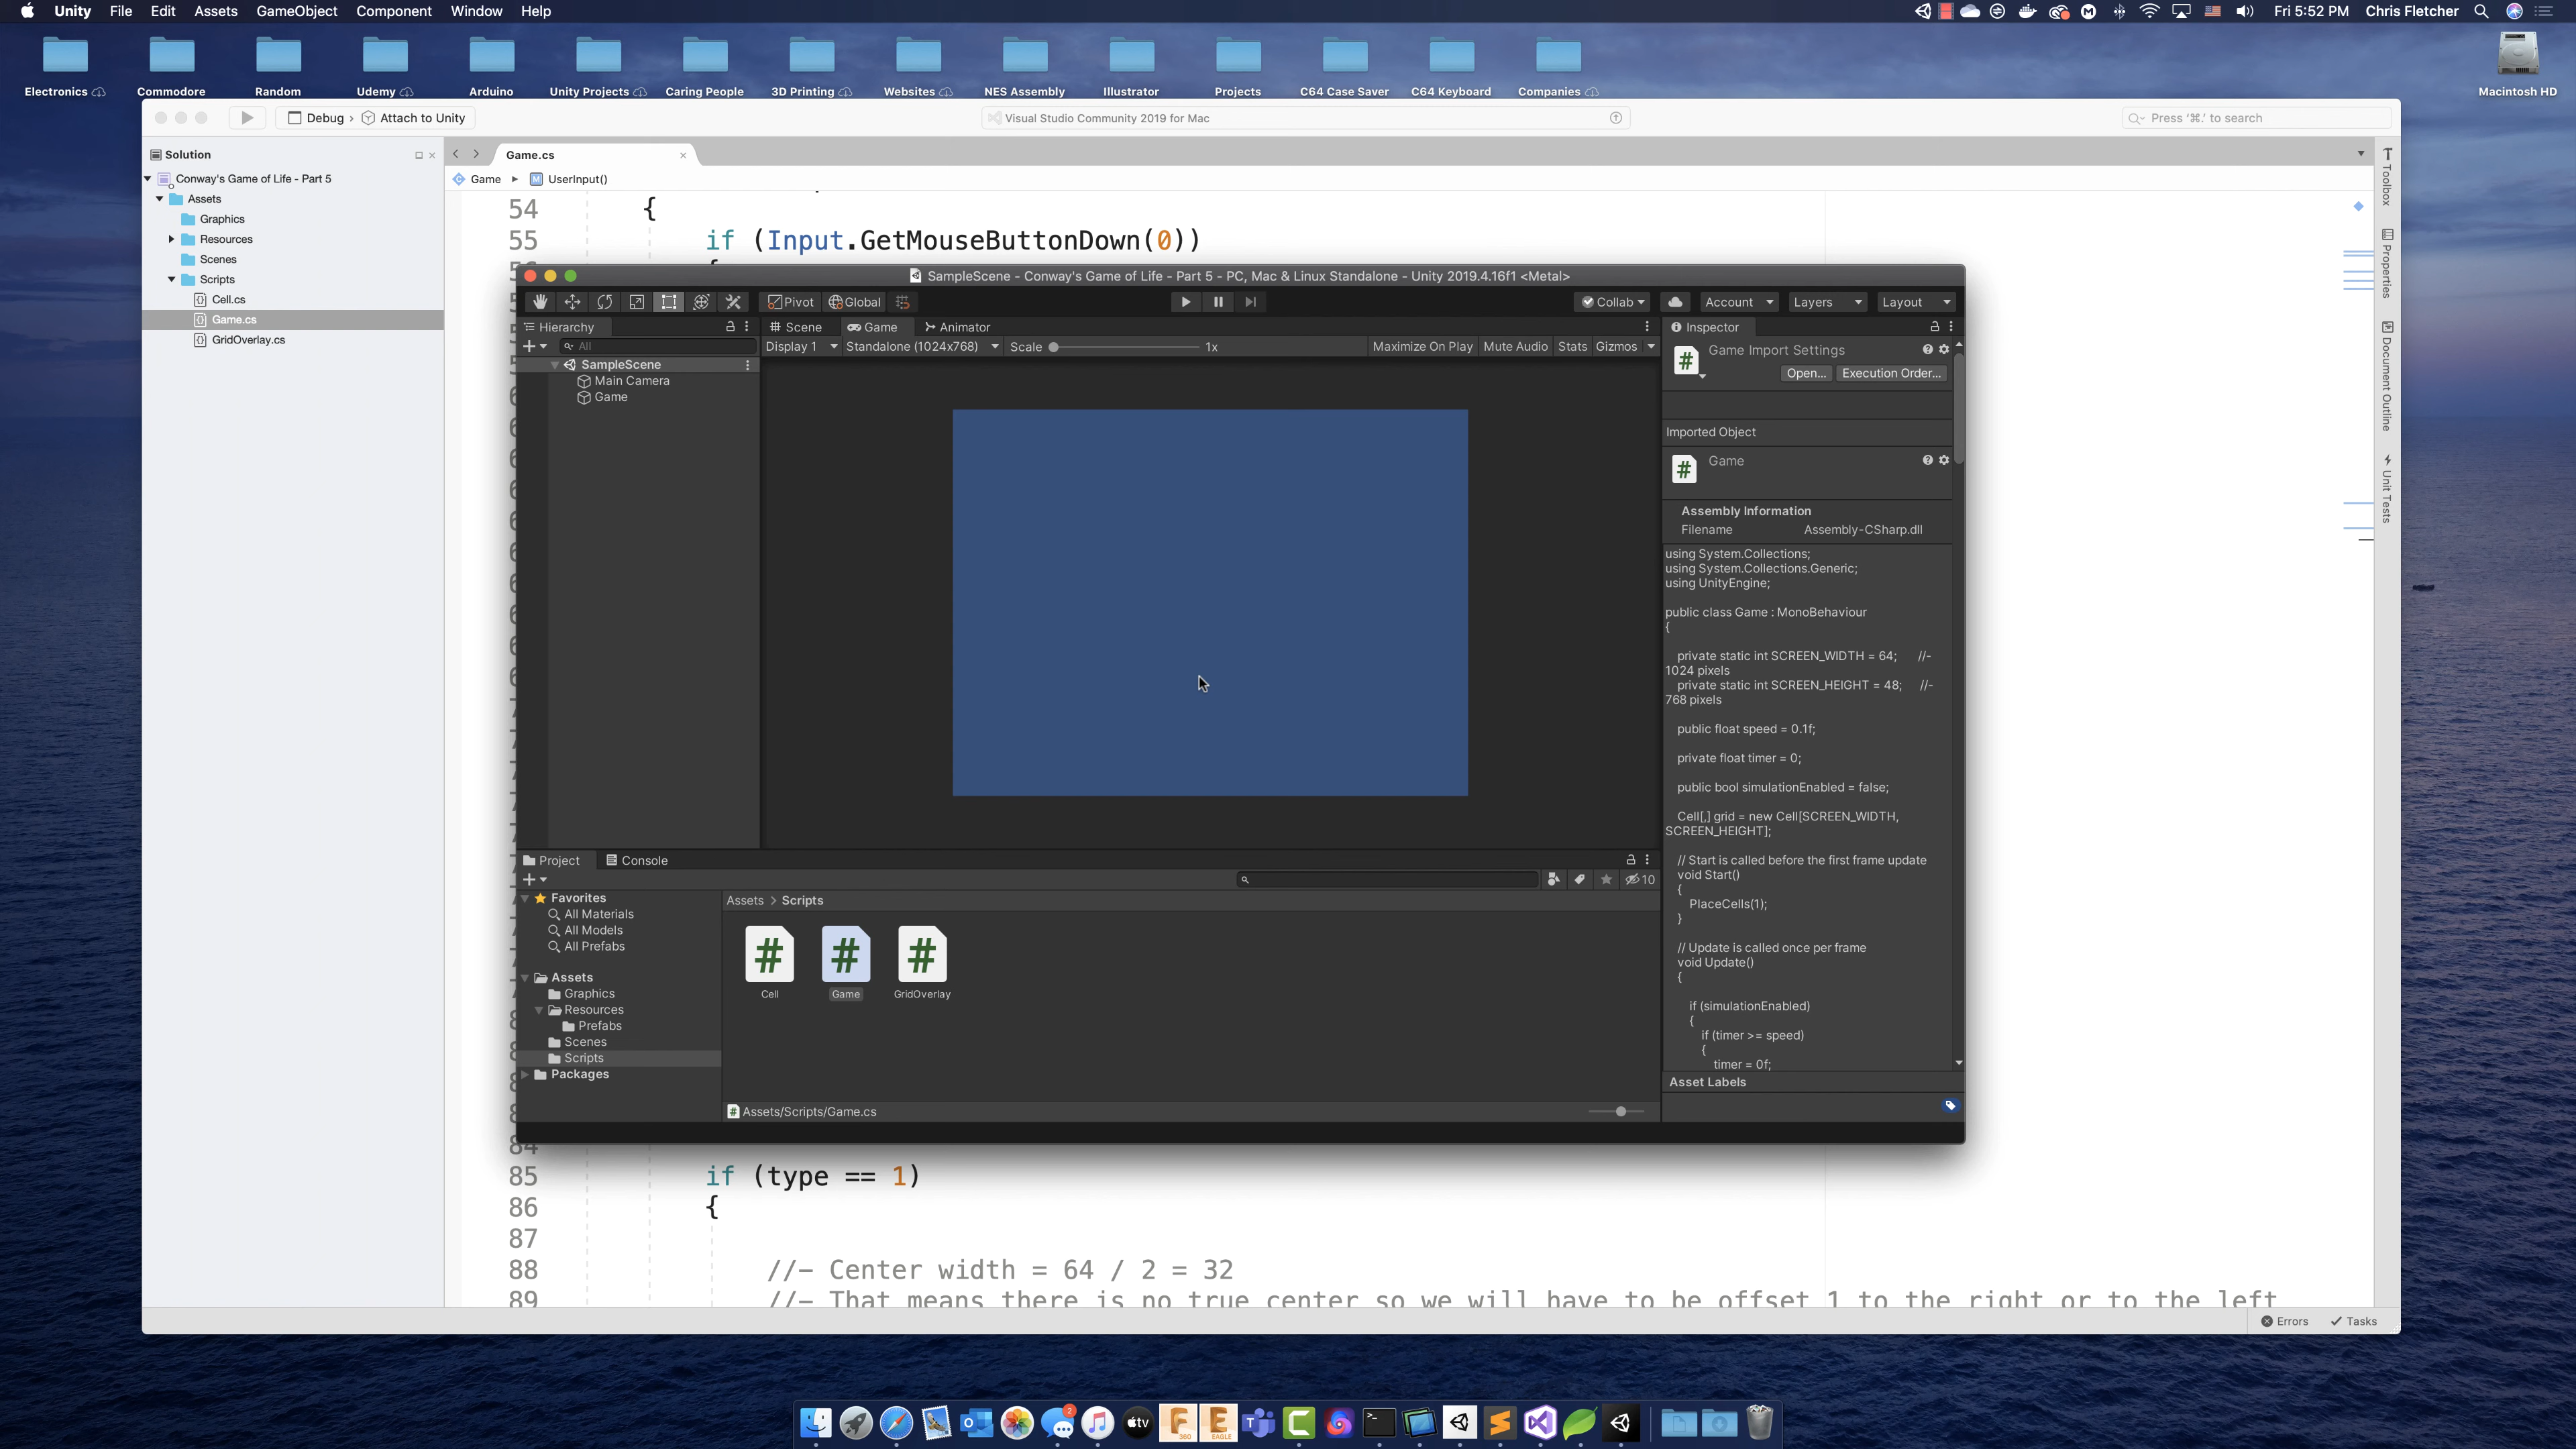 Unity File Edit Assets GameObject Component Window Help
Fri 5:52 PM Chris Fletcher
Electronics Commodore Random Udemy Arduino Unity Projects Caring People 3D Printing Websites NES Assembly Illustrator Projects C64 Case Saver C64 Keyboard Companies Macintosh HD
Debug › Attach to Unity
Visual Studio Community 2019 for Mac
Press '⌘.' to search
Solution
Conway's Game of Life - Part 5
Assets
Graphics
Resources
Scenes
Scripts
Cell.cs
Game.cs
GridOverlay.cs
Game.cs
Game UserInput()
54 {
55 if (Input.GetMouseButtonDown(0))
SampleScene - Conway's Game of Life - Part 5 - PC, Mac & Linux Standalone - Unity 2019.4.16f1 <Metal>
Pivot Global
Collab Account Layers Layout
Hierarchy
All
SampleScene
Main Camera
Game
Scene Game Animator
Display 1 Standalone (1024x768) Scale 1x Maximize On Play Mute Audio Stats Gizmos
Inspector
Game Import Settings
Open... Execution Order...
Imported Object
Game
Assembly Information
Filename Assembly-CSharp.dll
using System.Collections;
using System.Collections.Generic;
using UnityEngine;
public class Game : MonoBehaviour
{
private static int SCREEN_WIDTH = 64; //-
1024 pixels
private static int SCREEN_HEIGHT = 48; //-
768 pixels
public float speed = 0.1f;
private float timer = 0;
public bool simulationEnabled = false;
Cell[,] grid = new Cell[SCREEN_WIDTH,
SCREEN_HEIGHT];
// Start is called before the first frame update
void Start()
{
PlaceCells(1);
}
// Update is called once per frame
void Update()
{
if (simulationEnabled)
{
if (timer >= speed)
{
timer = 0f;
Asset Labels
Project Console
10
Favorites
All Materials
All Models
All Prefabs
Assets
Graphics
Resources
Prefabs
Scenes
Scripts
Packages
Assets > Scripts
Cell Game GridOverlay
Assets/Scripts/Game.cs
84
85 if (type == 1)
86 {
87
88 //- Center width = 64 / 2 = 32
89 //- That means there is no true center so we will have to be offset 1 to the right or to the left
Toolbox
Properties
Document Outline
Unit Tests
Errors Tasks
2
360
EAGLE
tv